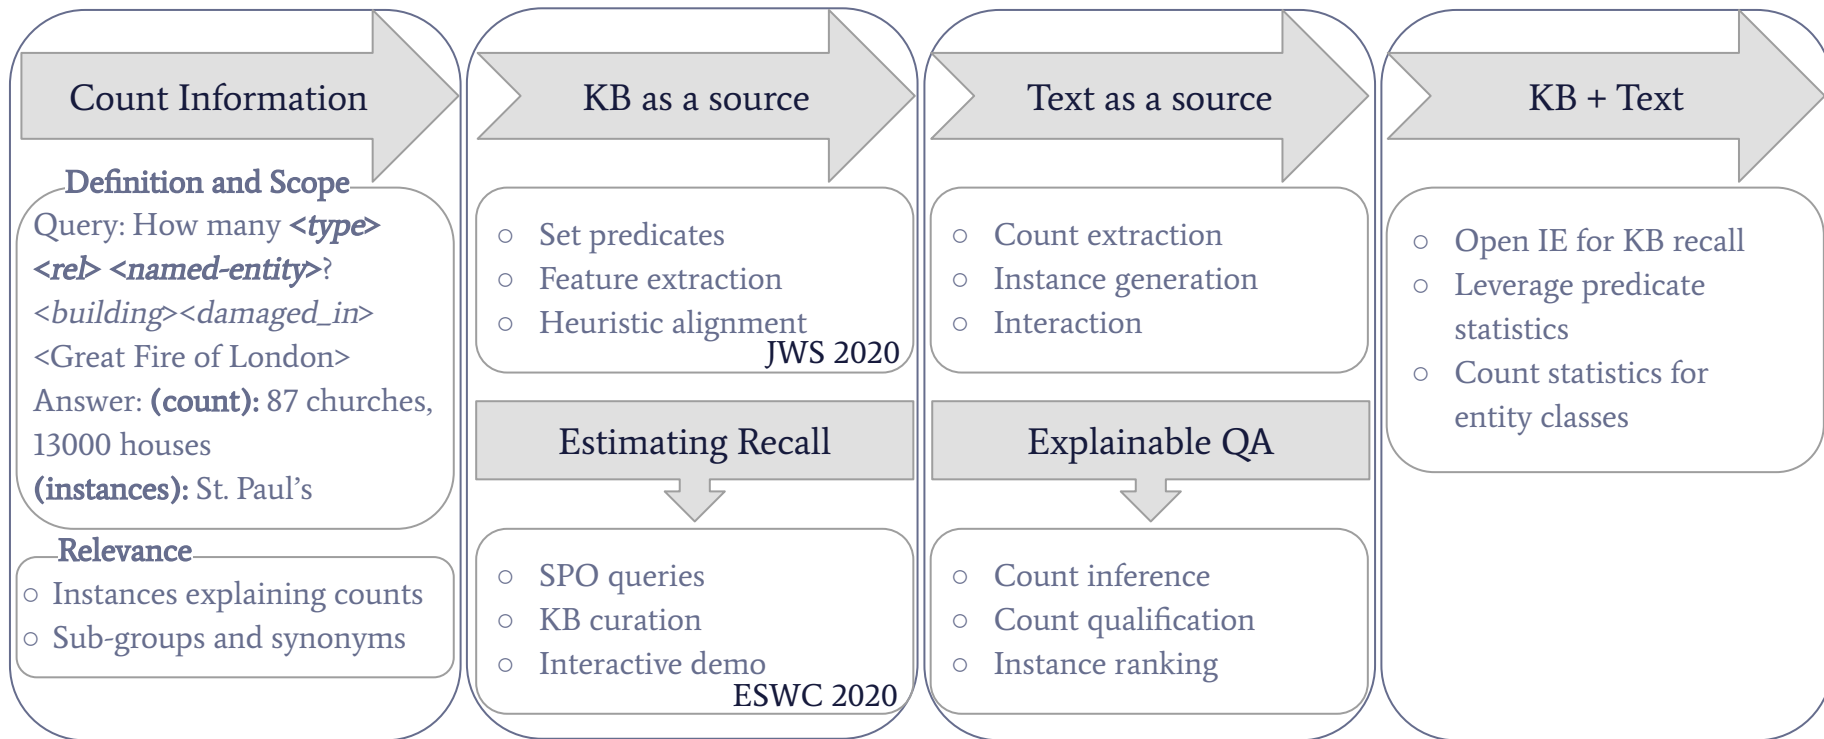 Count Information
Definition and Scope
Query: How many <type>
<rel> <named-entity>?
<building><damaged_in>
<Great Fire of London>
Answer: (count): 87 churches,
13000 houses
(instances): St. Paul's
Relevance
○ Instances explaining counts
○ Sub-groups and synonyms
KB as a source
○ Set predicates
○ Feature extraction
○ Heuristic alignment
JWS 2020
Estimating Recall
○ SPO queries
○ KB curation
○ Interactive demo
ESWC 2020
Text as a source
○ Count extraction
○ Instance generation
○ Interaction
Explainable QA
○ Count inference
○ Count qualification
○ Instance ranking
KB + Text
○ Open IE for KB recall
○ Leverage predicate
statistics
○ Count statistics for
entity classes